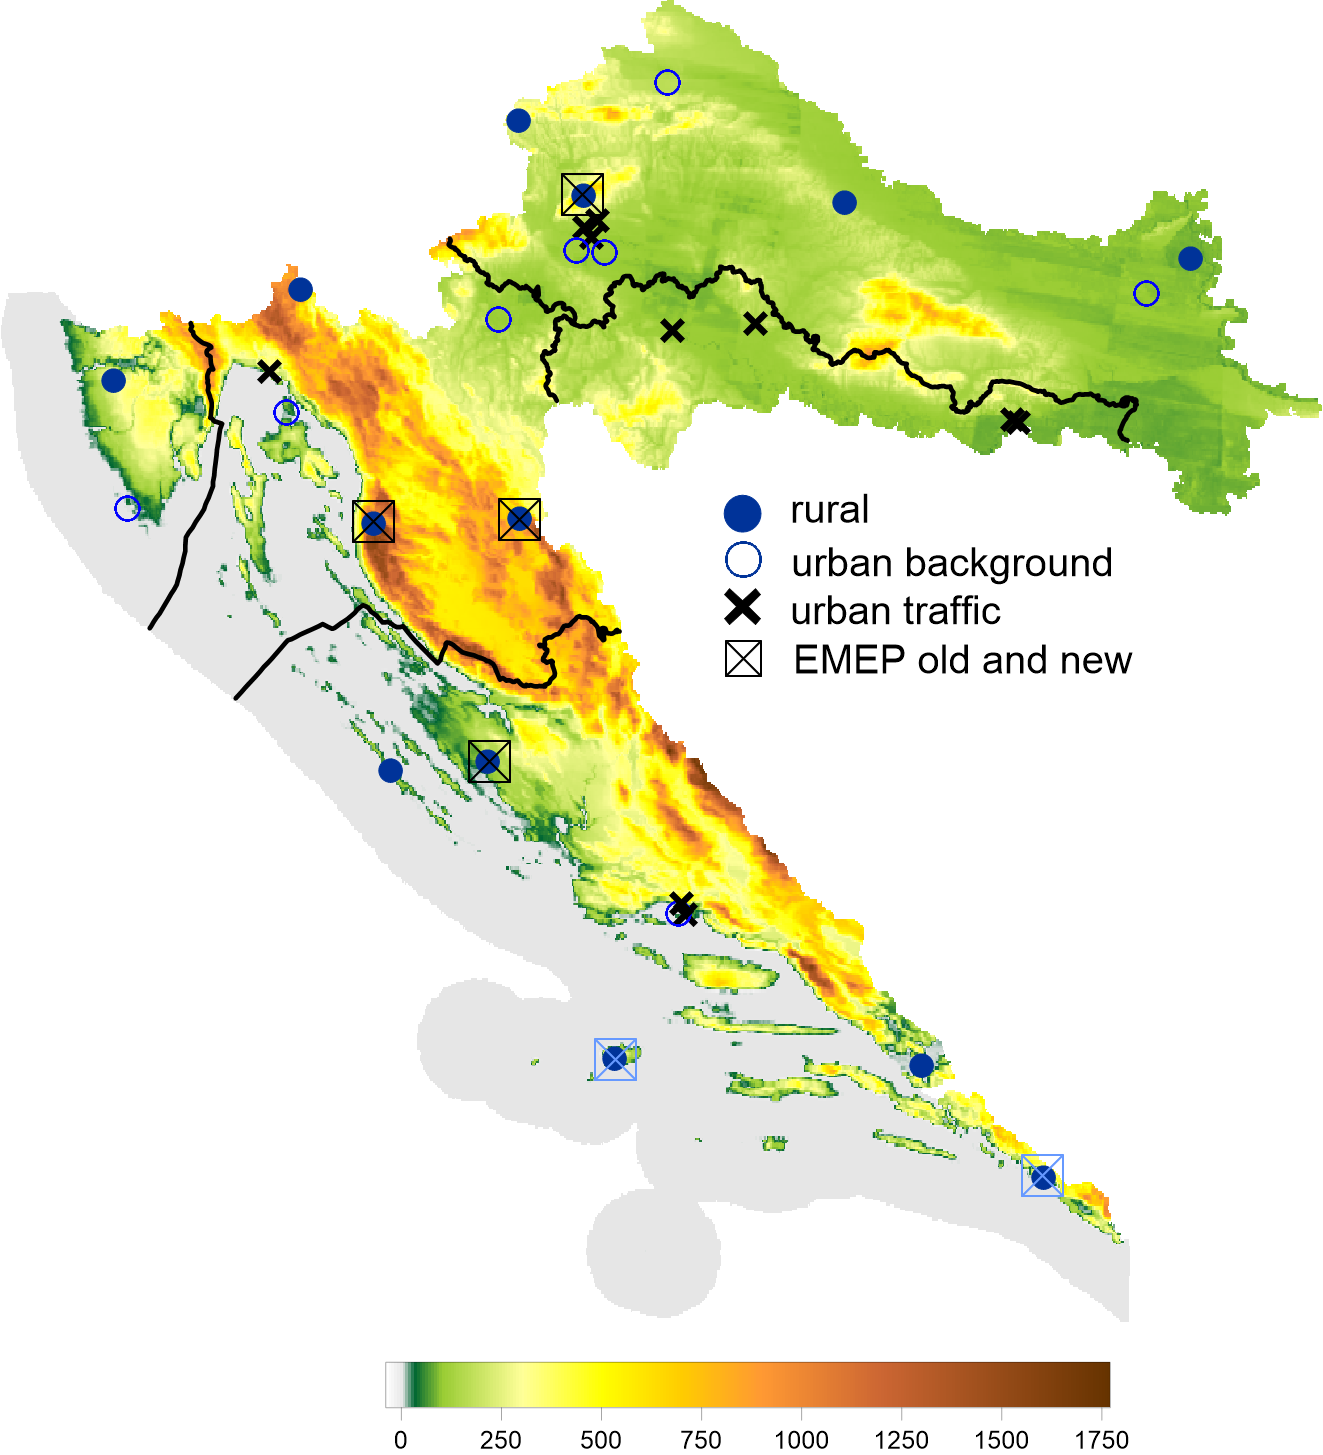 rural
urban background
urban traffic
EMEP old and new
0 250 500 750 1000 1250 1500 1750